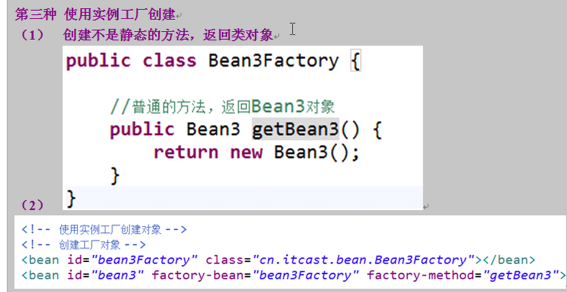 第三种 使用实例工厂创建
（1） 创建不是静态的方法，返回类对象
public class Bean3Factory {
//普通的方法，返回Bean3对象
public Bean3 getBean3() {
return new Bean3();
}
}
（2）
<!-- 使用实例工厂创建对象 -->
<!-- 创建工厂对象 -->
<bean id="bean3Factory" class="cn.itcast.bean.Bean3Factory"></bean>
<bean id="bean3" factory-bean="bean3Factory" factory-method="getBean3">